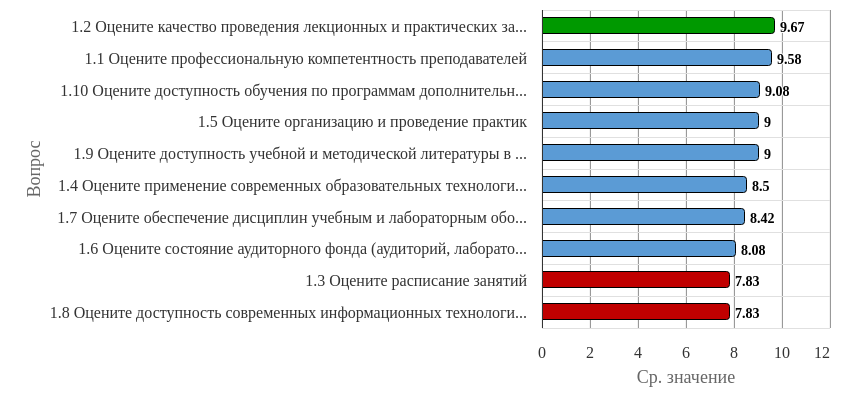 1.2 Оцените качество проведения лекционных и практических за... 9.67
1.1 Оцените профессиональную компетентность преподавателей 9.58
1.10 Оцените доступность обучения по программам дополнительн... 9.08
1.5 Оцените организацию и проведение практик 9
1.9 Оцените доступность учебной и методической литературы в ... 9
1.4 Оцените применение современных образовательных технологи... 8.5
1.7 Оцените обеспечение дисциплин учебным и лабораторным обо... 8.42
1.6 Оцените состояние аудиторного фонда (аудиторий, лаборато... 8.08
1.3 Оцените расписание занятий 7.83
1.8 Оцените доступность современных информационных технологи... 7.83
Вопрос
0 2 4 6 8 10 12
Ср. значение